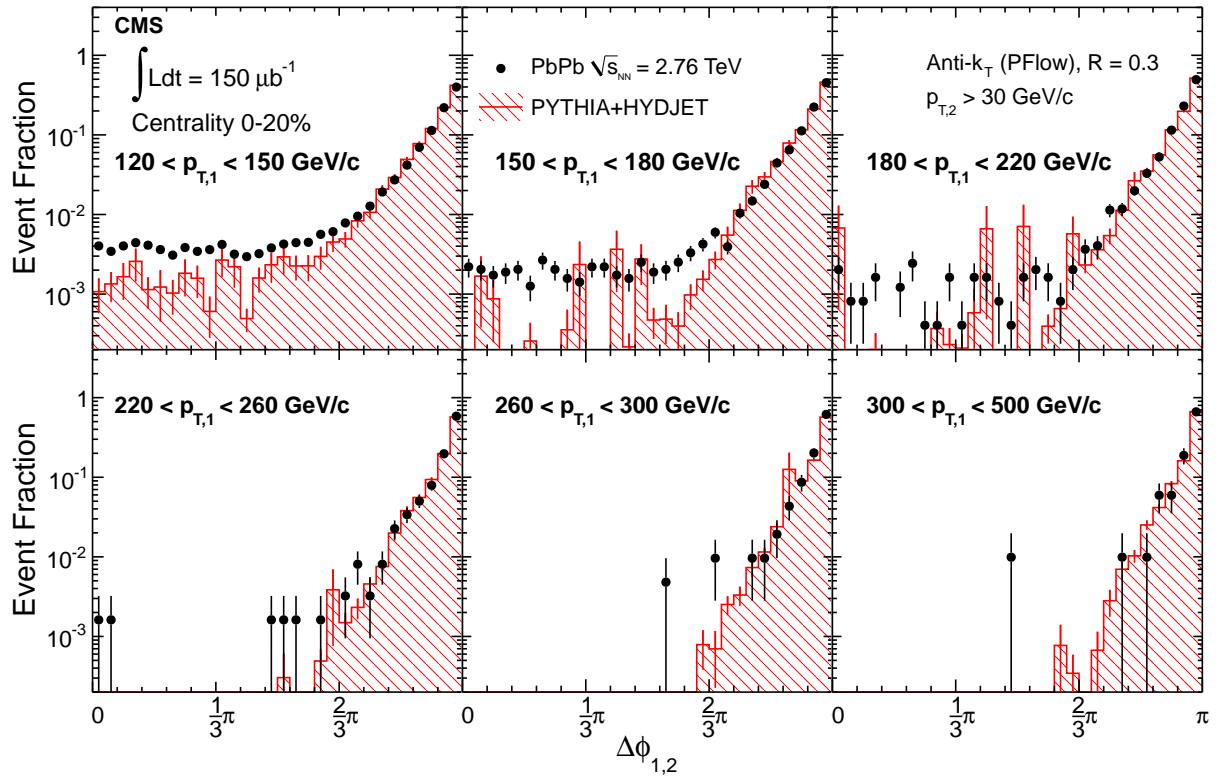 CMS
∫ Ldt = 150 μb⁻¹
Centrality 0-20%
120 < p_T,1 < 150 GeV/c
PbPb √s_NN = 2.76 TeV
PYTHIA+HYDJET
150 < p_T,1 < 180 GeV/c
Anti-k_T (PFlow), R = 0.3
p_T,2 > 30 GeV/c
180 < p_T,1 < 220 GeV/c
Event Fraction
1
10⁻¹
10⁻²
10⁻³
220 < p_T,1 < 260 GeV/c
260 < p_T,1 < 300 GeV/c
300 < p_T,1 < 500 GeV/c
Event Fraction
1
10⁻¹
10⁻²
10⁻³
0 1/3π 2/3π 0 1/3π 2/3π 0 1/3π 2/3π π
Δϕ_1,2